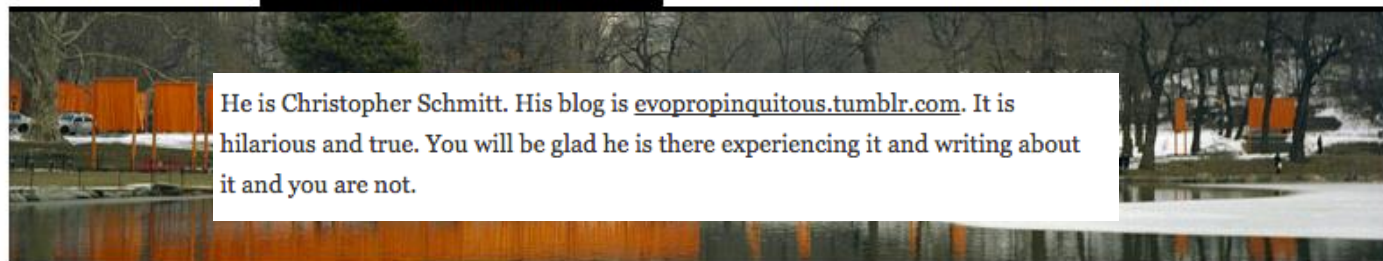 He is Christopher Schmitt. His blog is evopropinquitous.tumblr.com. It is
hilarious and true. You will be glad he is there experiencing it and writing about
it and you are not.